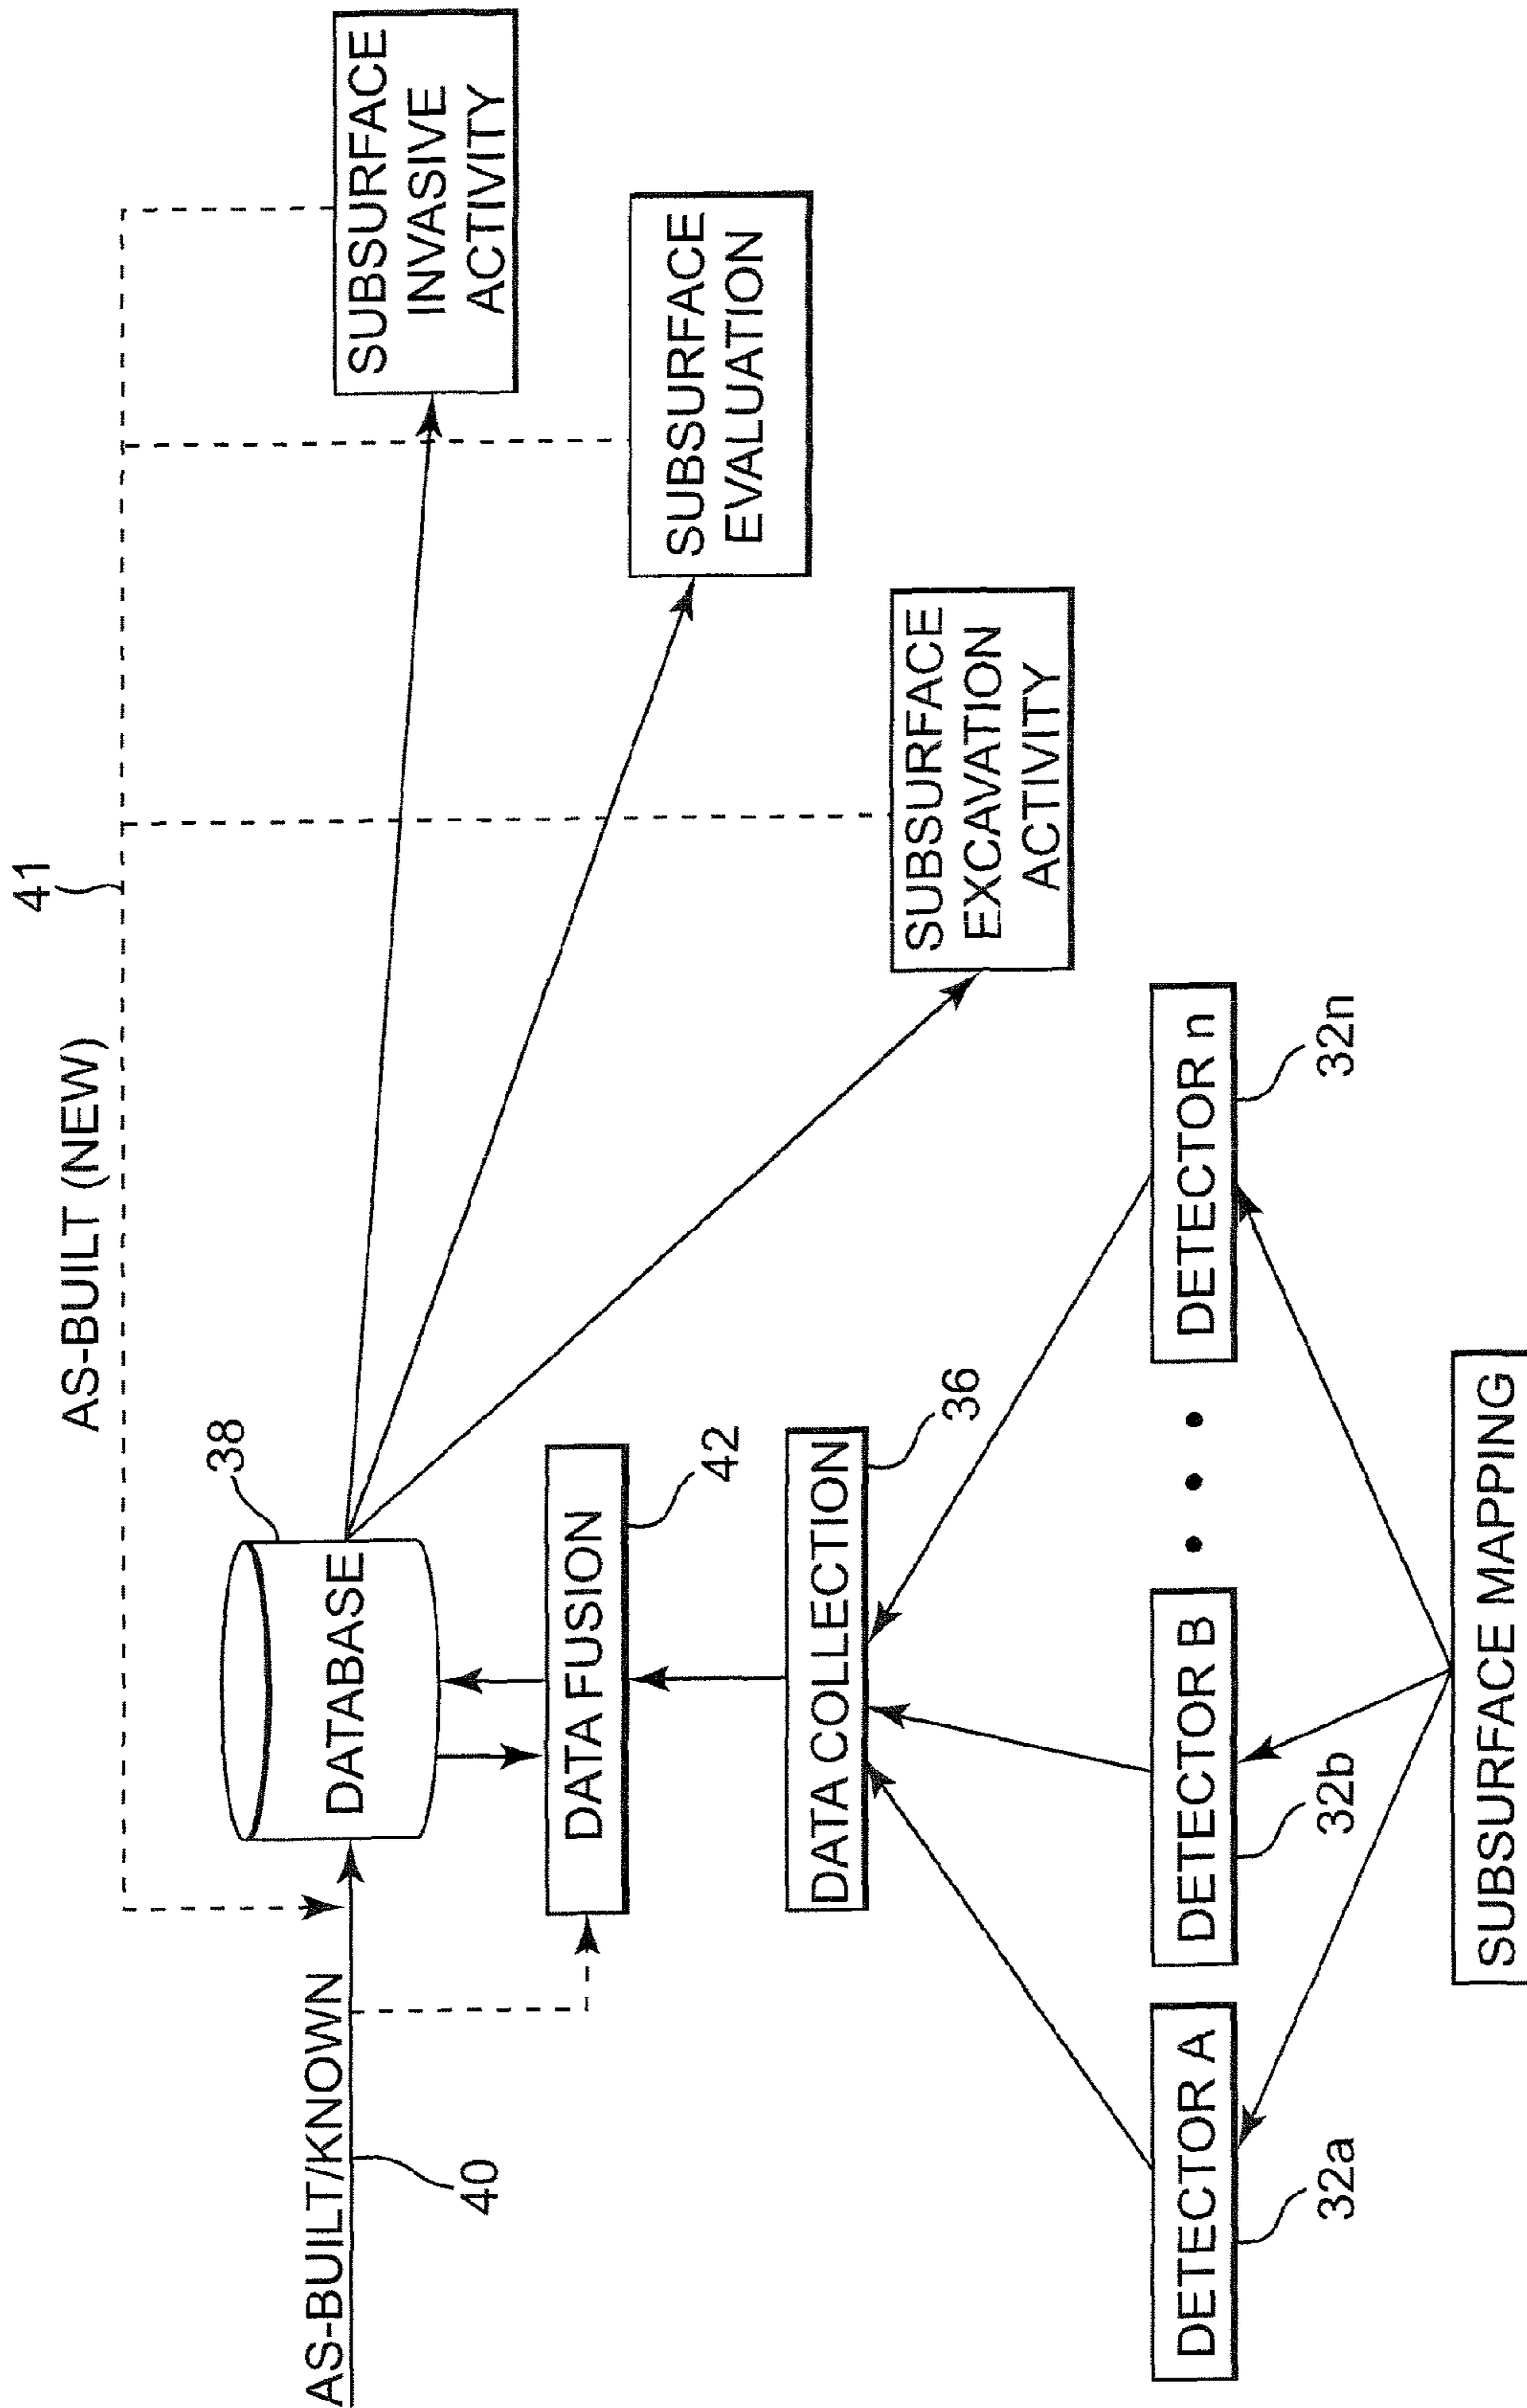 41
AS-BUILT (NEW)
SUBSURFACE
INVASIVE
ACTIVITY
38
AS-BUILT/KNOWN
40
DATABASE
SUBSURFACE
EVALUATION
DATA FUSION
42
SUBSURFACE
EXCAVATION
ACTIVITY
DATA COLLECTION
36
DETECTOR A
DETECTOR B
DETECTOR n
32a
32b
32n
SUBSURFACE MAPPING